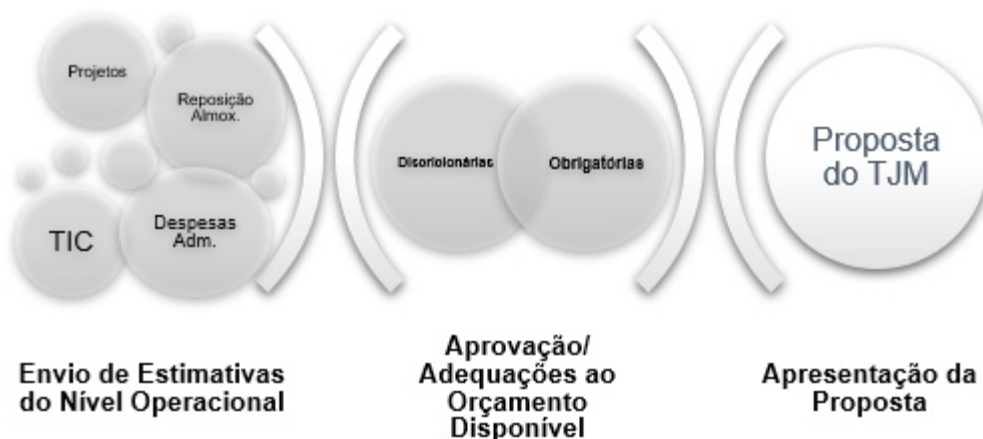 Projetos
Reposição
Almox.
TIC
Despesas
Adm.
Discricionárias
Obrigatórias
Proposta
do TJM
Envio de Estimativas
do Nível Operacional
Aprovação/
Adequações ao
Orçamento
Disponível
Apresentação da
Proposta